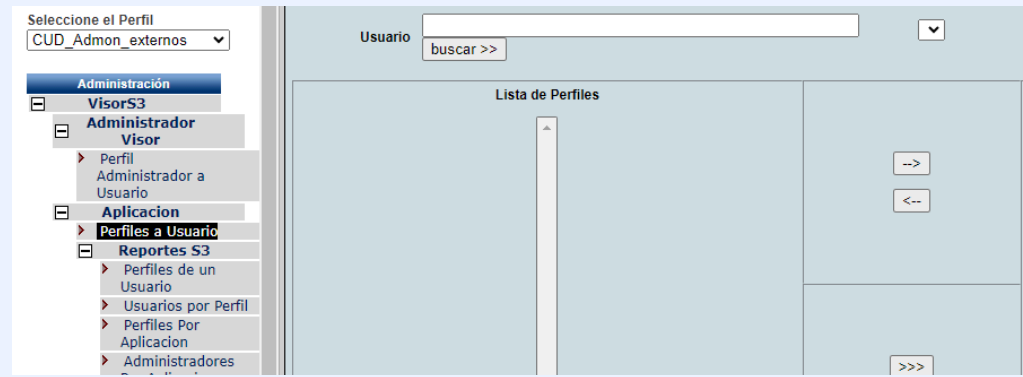 Seleccione el Perfil
CUD_Admon_externos
Administración
VisorS3
Administrador
Visor
Perfil
Administrador a
Usuario
Aplicacion
Perfiles a Usuario
Reportes S3
Perfiles de un
Usuario
Usuarios por Perfil
Perfiles Por
Aplicacion
Administradores
Usuario
buscar >>
Lista de Perfiles
-->
<--
>>>